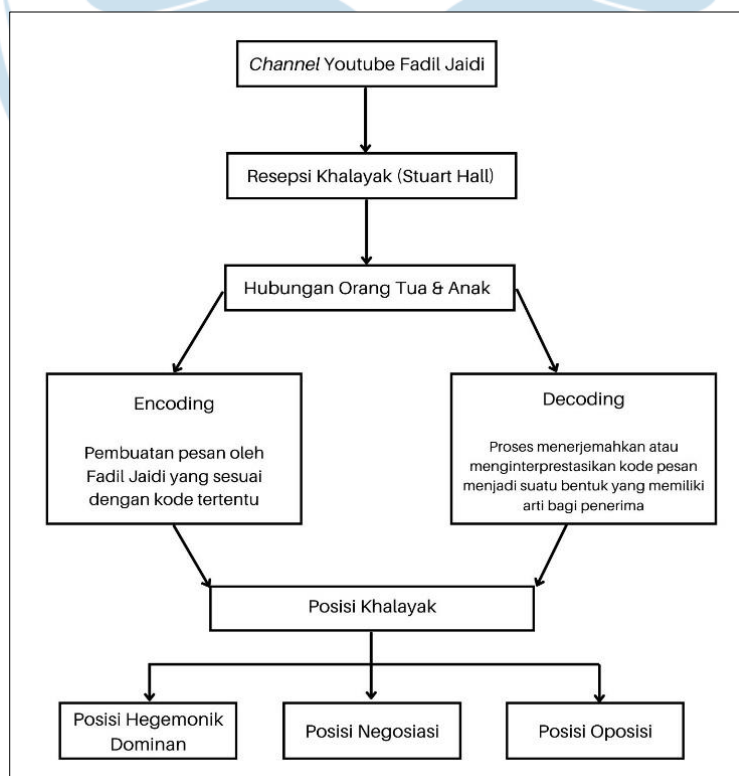 Channel Youtube Fadil Jaidi
Resepsi Khalayak (Stuart Hall)
Hubungan Orang Tua & Anak
Encoding
Pembuatan pesan oleh
Fadil Jaidi yang sesuai
dengan kode tertentu
Decoding
Proses menerjemahkan atau
menginterprestasikan kode pesan
menjadi suatu bentuk yang memiliki
arti bagi penerima
Posisi Khalayak
Posisi Hegemonik
Dominan
Posisi Negosiasi
Posisi Oposisi